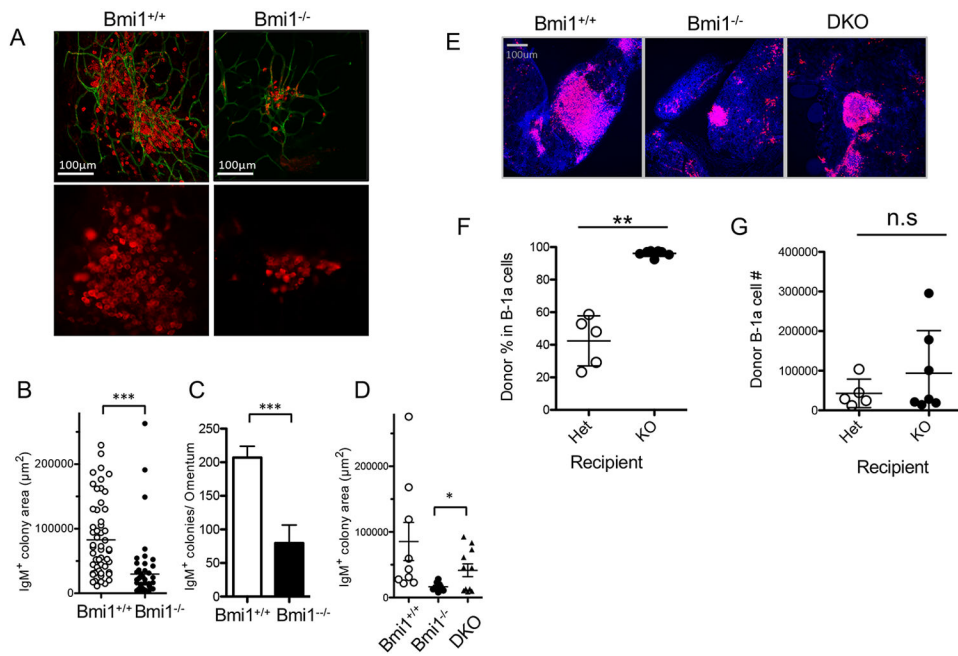 A
Bmi1+/+
Bmi1-/-
100µm
100µm
E
Bmi1+/+
Bmi1-/-
DKO
100µm
B
IgM+ colony area (µm2)
200000
100000
0
***
Bmi1+/+
Bmi1-/-
C
IgM+ colonies/ Omentum
250
200
150
100
50
0
***
Bmi1+/+
Bmi1--/-
D
IgM+ colony area (µm2)
200000
100000
0
*
Bmi1+/+
Bmi1-/-
DKO
F
Donor % in B-1a cells
100
80
60
40
20
0
**
Het
KO
Recipient
G
Donor B-1a cell #
400000
300000
200000
100000
0
n.s
Het
KO
Recipient